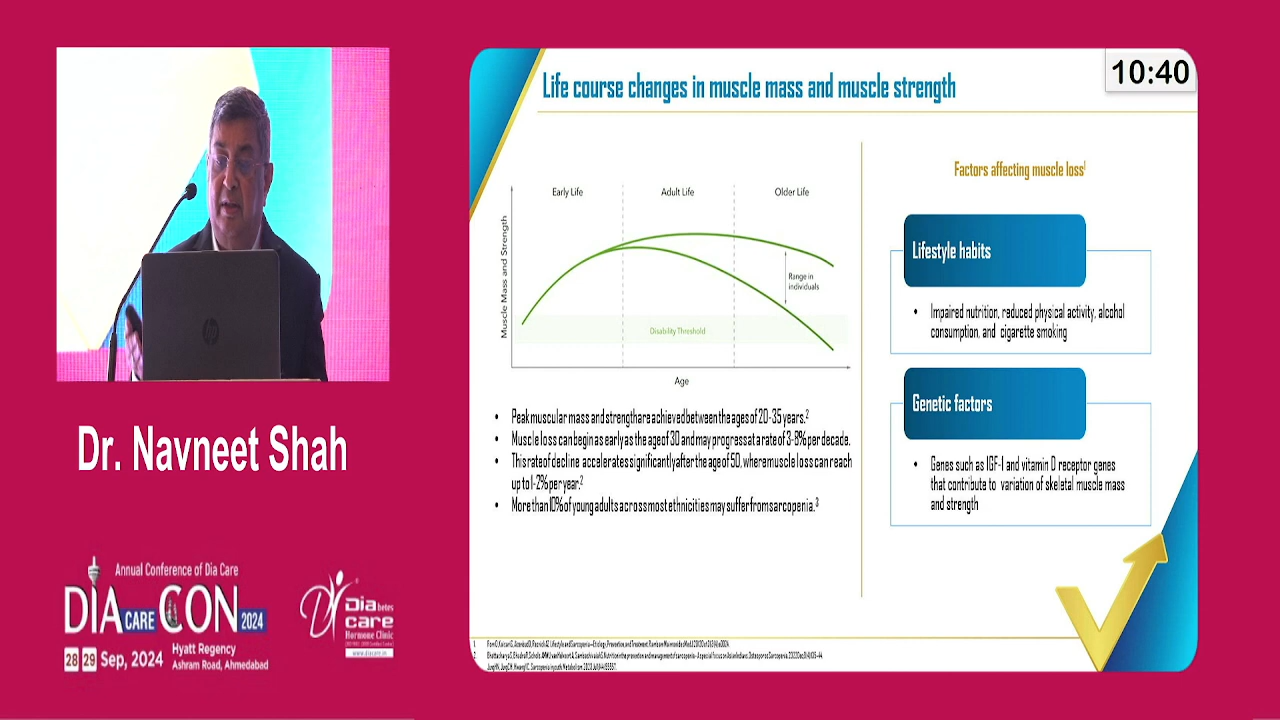 10:40
Life course changes in muscle mass and muscle strength
Early Life
Adult Life
Older Life
Muscle Mass and Strength
Range in
individuals
Disability Threshold
Age
• Peak muscular mass and strength are achieved between the ages of 20-35 years.2
• Muscle loss can begin as early as the age of 30 and may progress at a rate of 3-8% per decade.
• This rate of decline accelerates significantly after the age of 50, where muscle loss can reach
up to 1-2% per year.2
• More than 10% of young adults across most ethnicities may suffer from sarcopenia.3
Factors affecting muscle loss1
Lifestyle habits
• Impaired nutrition, reduced physical activity, alcohol
consumption, and cigarette smoking
Genetic factors
• Genes such as IGF-1 and vitamin D receptor genes
that contribute to variation of skeletal muscle mass
and strength
hp
Dr. Navneet Shah
Annual Conference of Dia Care
DIA CARE CON 2024
28 29 Sep, 2024
Hyatt Regency
Ashram Road, Ahmedabad
Diabetes
care
Hormone Clinic